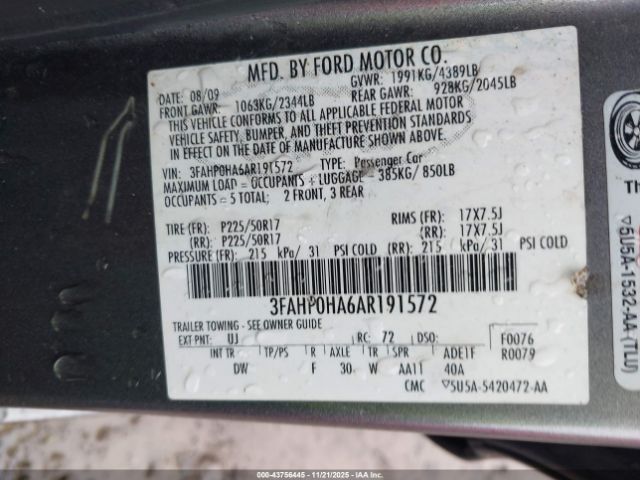 MFD. BY FORD MOTOR CO.
DATE: 08/09 GVWR: 1991KG/4389LB
FRONT GAWR: 1063KG/2344LB REAR GAWR: 928KG/2045LB
THIS VEHICLE CONFORMS TO ALL APPLICABLE FEDERAL MOTOR
VEHICLE SAFETY, BUMPER, AND THEFT PREVENTION STANDARDS
IN EFFECT ON THE DATE OF MANUFACTURE SHOWN ABOVE.
VIN: 3FAHP0HA6AR191572 TYPE: Passenger Car
MAXIMUM LOAD = OCCUPANTS + LUGGAGE = 385KG/ 850LB
OCCUPANTS = 5 TOTAL: 2 FRONT, 3 REAR
TIRE (FR): P225/50R17 RIMS (FR): 17X7.5J
(RR): P225/50R17 (RR): 17X7.5J
PRESSURE (FR): 215 kPa/ 31 PSI COLD (RR): 215 kPa/ 31 PSI COLD
3FAHP0HA6AR191572
TRAILER TOWING - SEE OWNER GUIDE
EXT PNT: UJ RC: 72 DSO: F0076
INT TR TP/PS R AXLE TR SPR ADE1F R0079
DW F 30 W AA11 40A
CMC ▽5U5A-5420472-AA
Th
▽5U5A-1532-AA (TLU)
000-43756445 - 11/21/2025 - IAA, Inc.